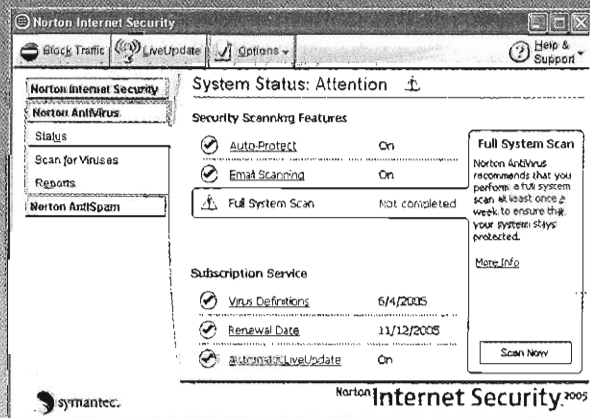 Norton Internet Security
Block Traffic LiveUpdate Options Help & Support
Norton Internet Security
Norton AntiVirus
Status
Scan for Viruses
Reports
Norton AntiSpam
System Status: Attention
Security Scanning Features
Auto-Protect On
Email Scanning On
Full System Scan Not completed
Subscription Service
Virus Definitions 6/4/2005
Renewal Date 11/12/2005
Automatic LiveUpdate On
Full System Scan
Norton AntiVirus
recommends that you
perform a full system
scan at least once a
week to ensure that
your system stays
protected.
More Info
Scan Now
symantec.
Norton Internet Security 2005